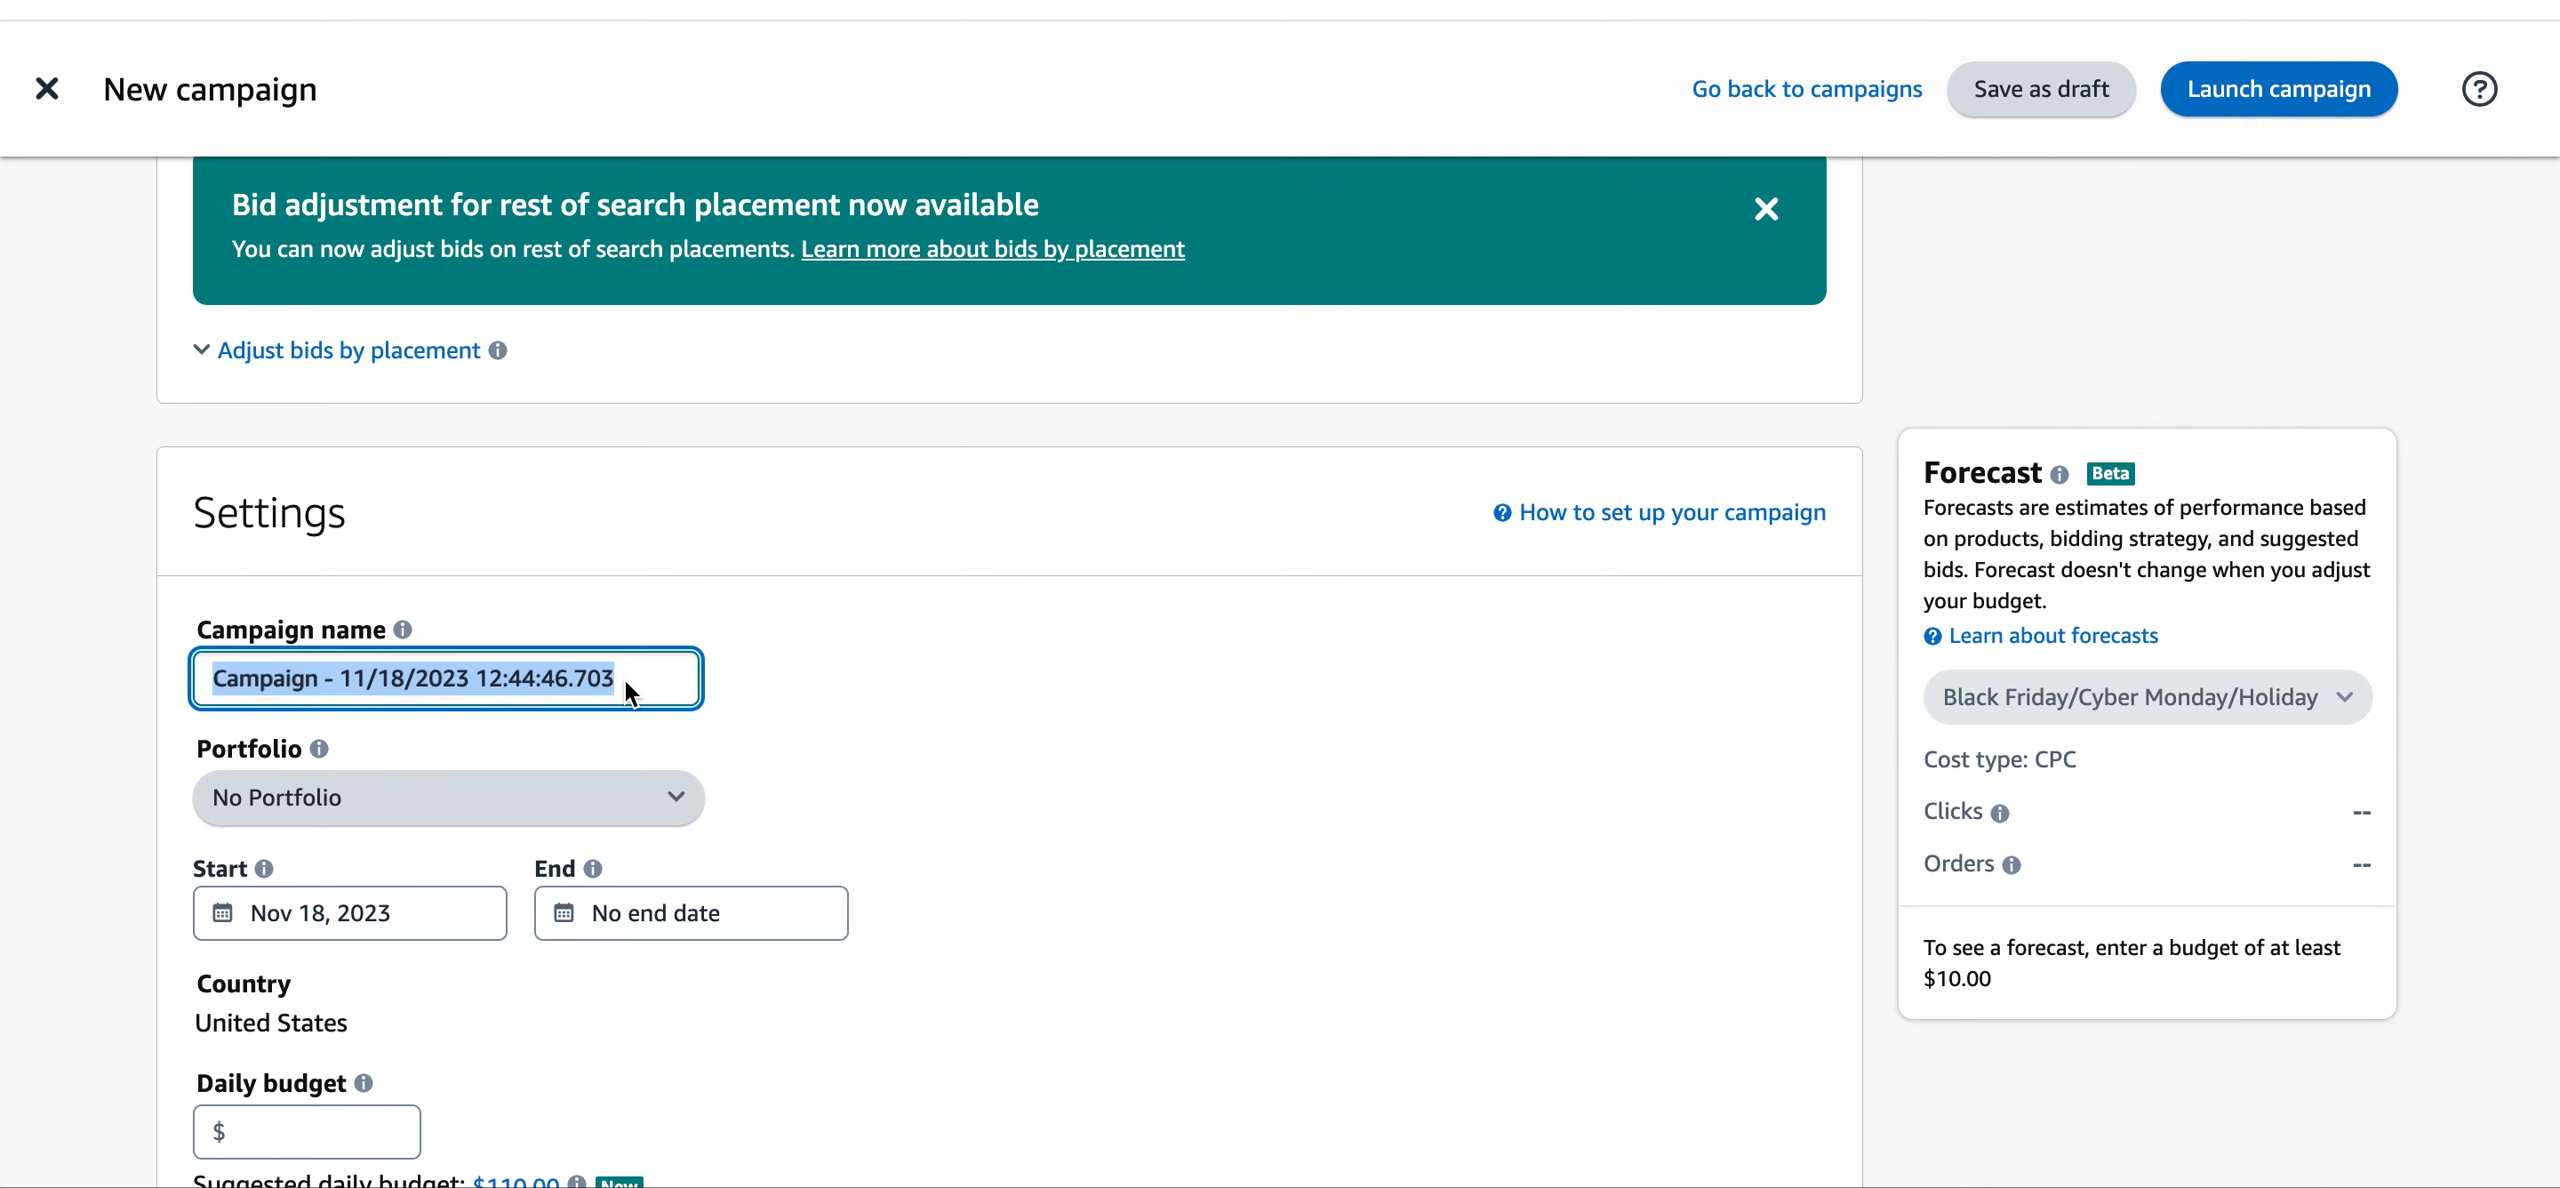 New campaign
Go back to campaigns
Save as draft
Launch campaign
Bid adjustment for rest of search placement now available
You can now adjust bids on rest of search placements. Learn more about bids by placement
Adjust bids by placement
Settings
How to set up your campaign
Campaign name
Campaign - 11/18/2023 12:44:46.703
Portfolio
No Portfolio
Start
End
Nov 18, 2023
No end date
Country
United States
Daily budget
$
Suggested daily budget: $110.00 New
Forecast Beta
Forecasts are estimates of performance based
on products, bidding strategy, and suggested
bids. Forecast doesn't change when you adjust
your budget.
Learn about forecasts
Black Friday/Cyber Monday/Holiday
Cost type: CPC
Clicks --
Orders --
To see a forecast, enter a budget of at least
$10.00